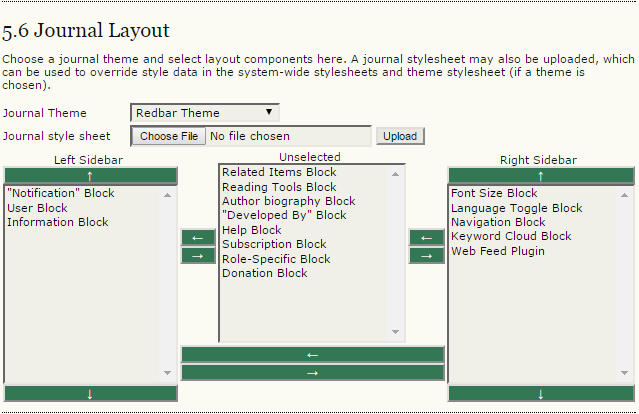 5.6 Journal Layout
Choose a journal theme and select layout components here. A journal stylesheet may also be uploaded, which
can be used to override style data in the system-wide stylesheets and theme stylesheet (if a theme is
chosen).
Journal Theme
Redbar Theme
Journal style sheet
Choose File No file chosen
Upload
Left Sidebar
↑
"Notification" Block
User Block
Information Block
↓
Unselected
Related Items Block
Reading Tools Block
Author biography Block
"Developed By" Block
Help Block
Subscription Block
Role-Specific Block
Donation Block
←
→
←
→
←
→
Right Sidebar
↑
Font Size Block
Language Toggle Block
Navigation Block
Keyword Cloud Block
Web Feed Plugin
↓